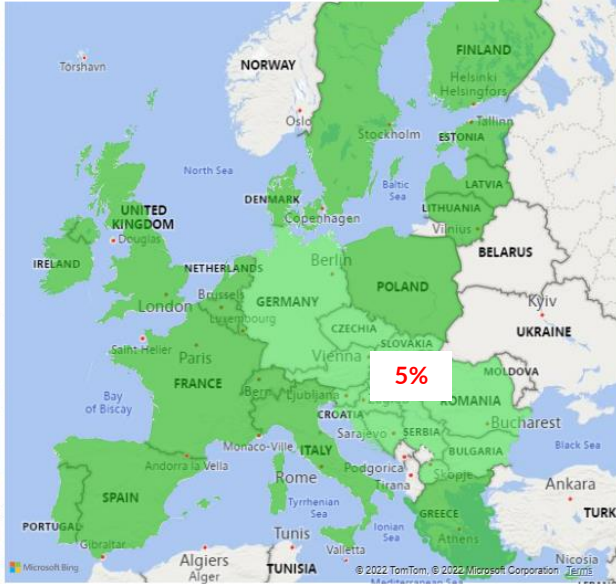 FINLAND
NORWAY
Torshavn
Helsinki
Helsingfors
Oslo
Tallinn
Stockholm
ESTONIA
North Sea
Baltic
Sea
LATVIA
DENMARK
LITHUANIA
UNITED
KINGDOM
Copenhagen
Vilnius
Douglas
BELARUS
IRELAND
NETHERLANDS
Berlin
POLAND
Brussels
London
GERMANY
Kyiv
Luxembourg
CZECHIA
UKRAINE
Saint Helier
Paris
SLOVAKIA
Vienna
5%
MOLDOVA
FRANCE
Bern
Ljubljana
ROMANIA
Bay
of Biscay
CROATIA
Bucharest
Sarajevo
SERBIA
Monaco-Ville
ITALY
BULGARIA
Black Sea
Andorra la Vella
Podgorica
Skopje
Rome
Tirana
Ankara
SPAIN
Tyrrhenian
Sea
TURK
GREECE
PORTUGAL
Ionian
Sea
Athens
Gibraltar
Tunis
Valletta
Algiers
Alger
TUNISIA
Nicosia
Microsoft Bing
© 2022 TomTom, © 2022 Microsoft Corporation Terms
Mediterranean Sea